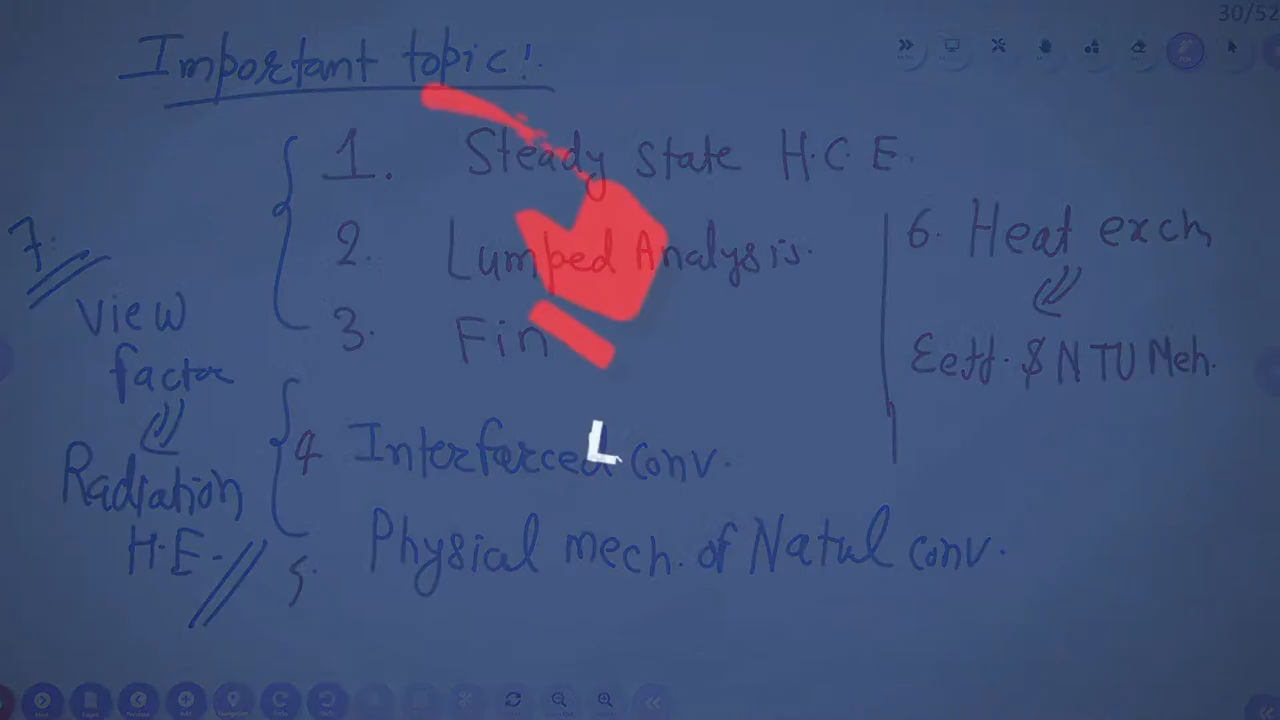 30/52
Important topic!
1. Steady state H.C.E.
2. Lumped Analysis.
3. Fin
4 Interforced conv.
5. Physial mech. of Natul conv.
6. Heat exch,
Eeff. $ NTU Meh.
7.
View
factor
Radiation
H.E-
L